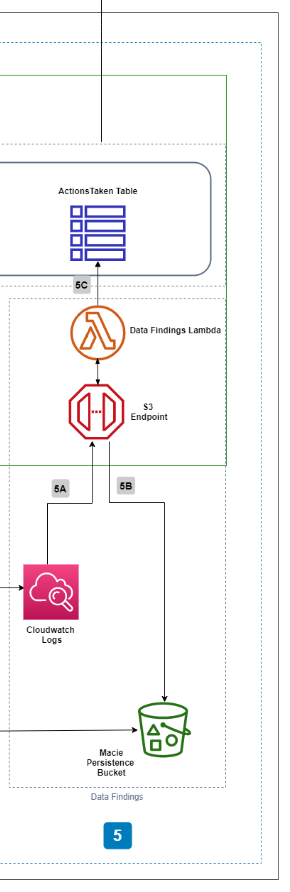 ActionsTaken Table
5C
Data Findings Lambda
S3
Endpoint
5A
5B
Cloudwatch
Logs
Macie
Persistence
Bucket
Data Findings
5